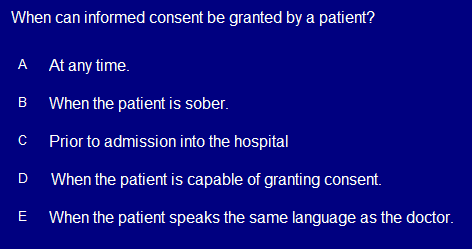 When can informed consent be granted by a patient?
A At any time.
B When the patient is sober.
C Prior to admission into the hospital
D When the patient is capable of granting consent.
E When the patient speaks the same language as the doctor.